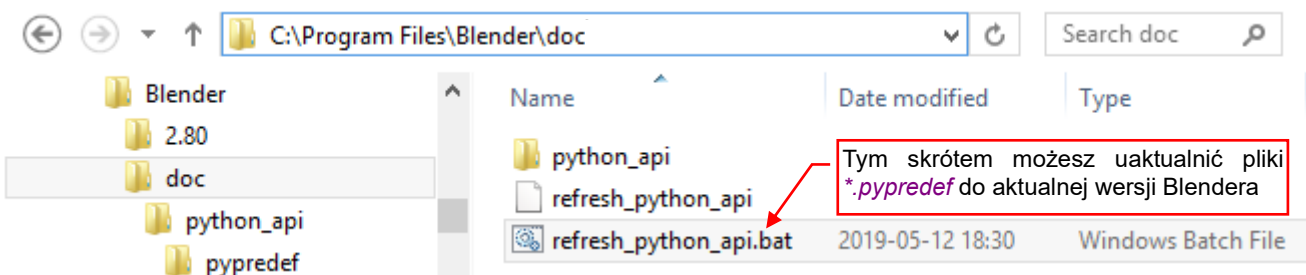 C:\Program Files\Blender\doc
Search doc
Blender
2.80
doc
python_api
pypredef
Name
Date modified
Type
python_api
refresh_python_api
refresh_python_api.bat
2019-05-12 18:30
Windows Batch File
Tym skrótem możesz uaktualnić pliki
*.pypredef do aktualnej wersji Blendera